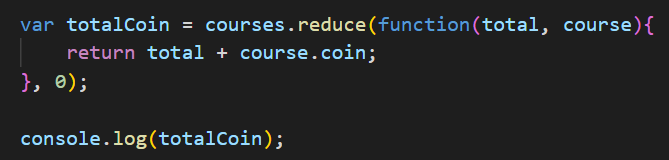 var totalCoin = courses.reduce(function(total, course){
    return total + course.coin;
}, 0);

console.log(totalCoin);